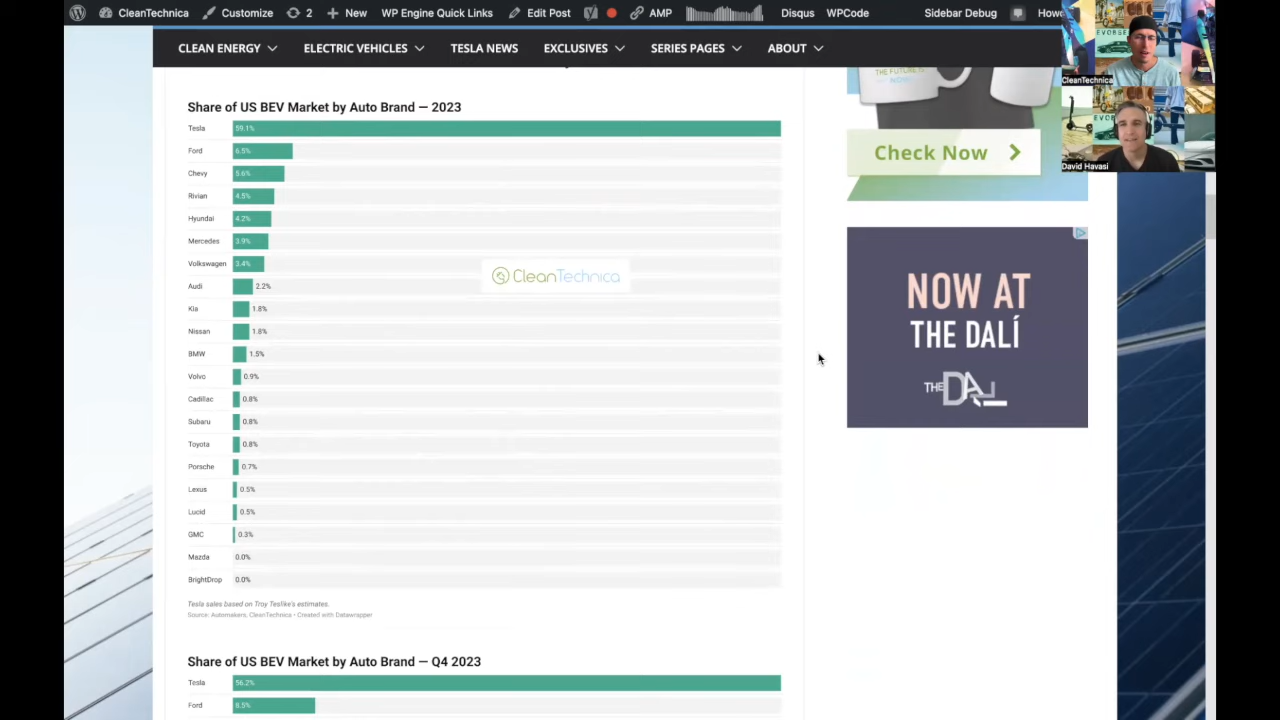 CleanTechnica Customize 2 New WP Engine Quick Links Edit Post AMP Disqus WPCode Sidebar Debug
CLEAN ENERGY ELECTRIC VEHICLES TESLA NEWS EXCLUSIVES SERIES PAGES ABOUT
CleanTechnica
David Havasi
Share of US BEV Market by Auto Brand — 2023
Tesla 59.1%
Ford 6.5%
Chevy 5.6%
Rivian 4.5%
Hyundai 4.2%
Mercedes 3.9%
Volkswagen 3.4%
Audi 2.2%
Kia 1.8%
Nissan 1.8%
BMW 1.5%
Volvo 0.9%
Cadillac 0.8%
Subaru 0.8%
Toyota 0.8%
Porsche 0.7%
Lexus 0.5%
Lucid 0.5%
GMC 0.3%
Mazda 0.0%
BrightDrop 0.0%
CleanTechnica
Tesla sales based on Troy Teslike's estimates.
Source: Automakers, CleanTechnica • Created with Datawrapper
Share of US BEV Market by Auto Brand — Q4 2023
Tesla 56.2%
Ford 8.5%
THE FUTURE IS
Check Now
NOW AT
THE DALÍ
THE DALÍ